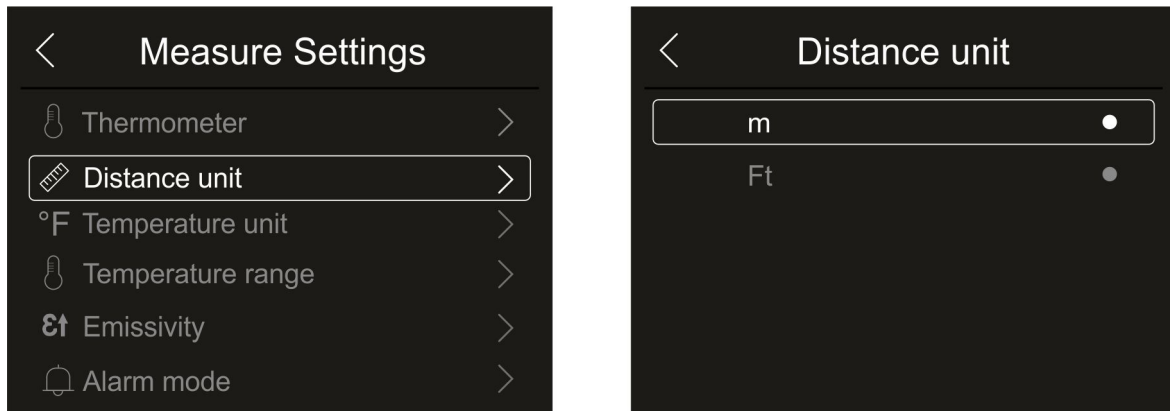 Measure Settings
Thermometer
Distance unit
°F Temperature unit
Temperature range
Ɛ↑ Emissivity
Alarm mode
Distance unit
m
Ft